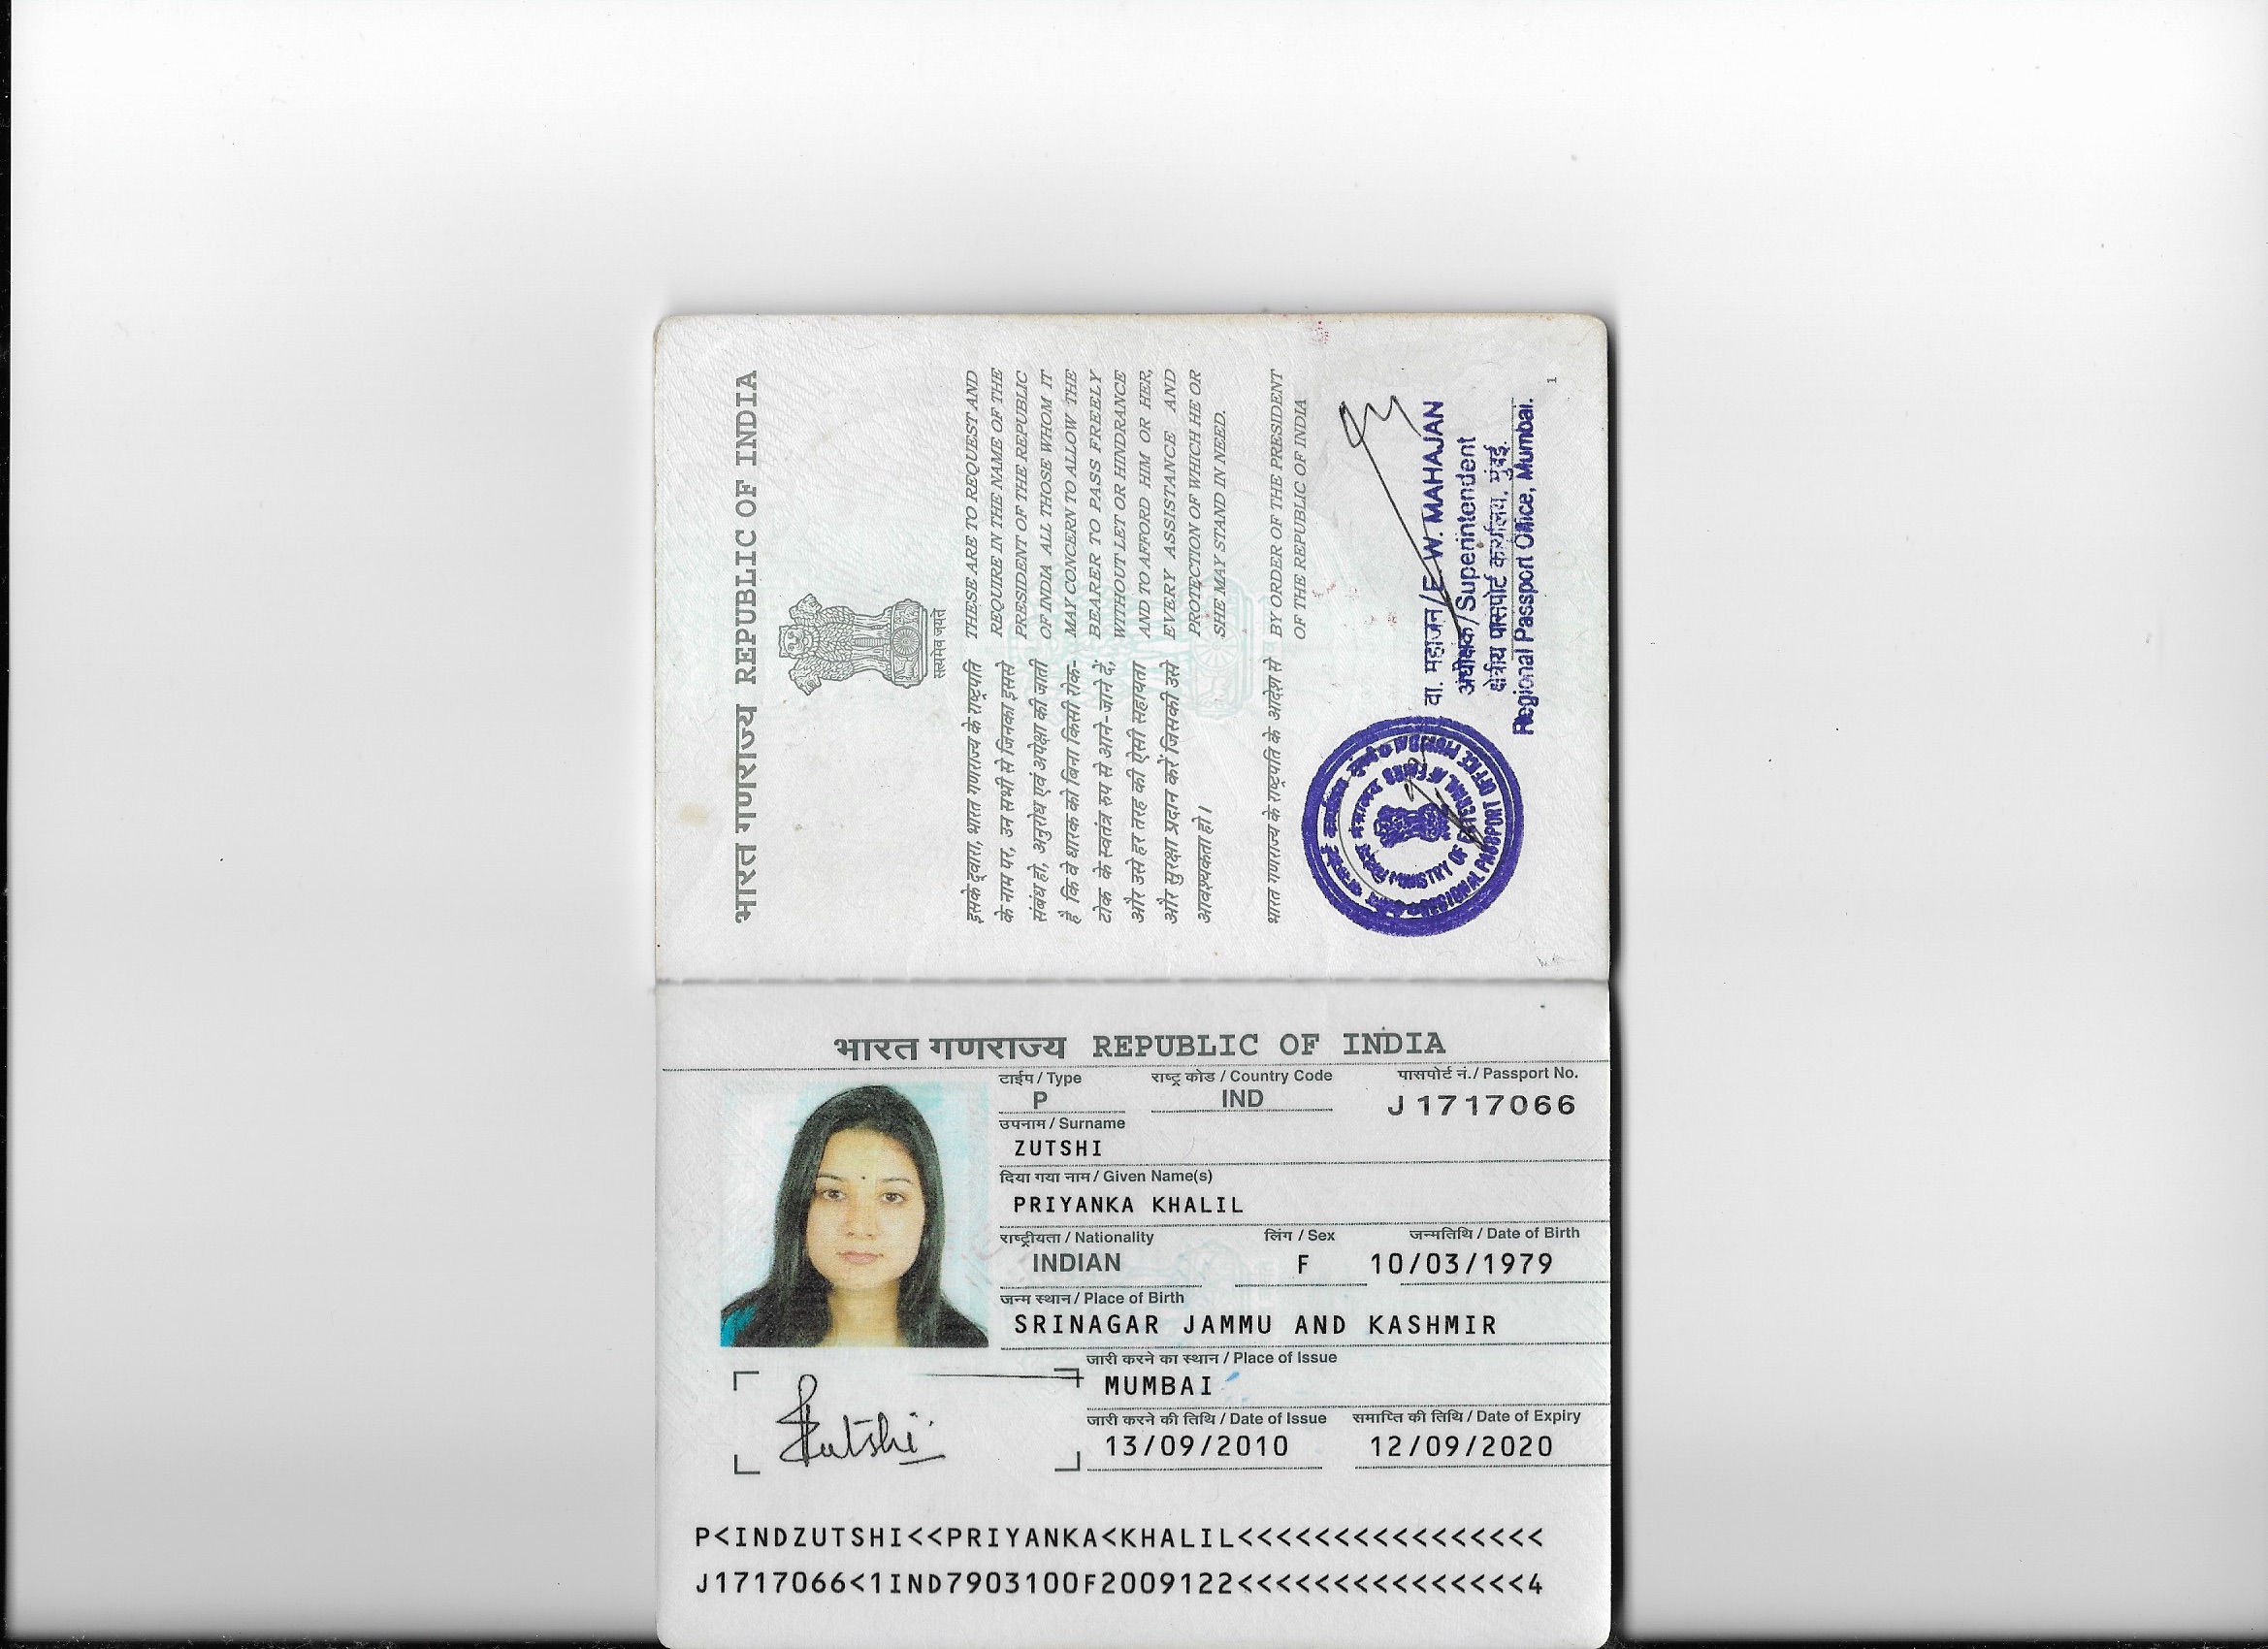 भारत गणराज्य REPUBLIC OF INDIA
सत्यमेव जयते
इसके द्वारा, भारत गणराज्य के राष्ट्रपति
के नाम पर, उन सभी से जिनका इससे
संबंध हो, अनुरोध एवं अपेक्षा की जाती
है कि वे धारक को बिना किसी रोक-
टोक के स्वतंत्र रुप से आने-जाने दें,
और उसे हर तरह की ऐसी सहायता
और सुरक्षा प्रदान करें जिसकी उसे
आवश्यकता हो।
THESE ARE TO REQUEST AND
REQUIRE IN THE NAME OF THE
PRESIDENT OF THE REPUBLIC
OF INDIA ALL THOSE WHOM IT
MAY CONCERN TO ALLOW THE
BEARER TO PASS FREELY
WITHOUT LET OR HINDRANCE
AND TO AFFORD HIM OR HER,
EVERY ASSISTANCE AND
PROTECTION OF WHICH HE OR
SHE MAY STAND IN NEED.
भारत गणराज्य के राष्ट्रपति के आदेश से
BY ORDER OF THE PRESIDENT
OF THE REPUBLIC OF INDIA
वा. महाजन/E.W. MAHAJAN
अधीक्षक/Superintendent
क्षेत्रीय पासपोर्ट कार्यालय, मुंबई.
Regional Passport Office, Mumbai.
MINISTRY OF EXTERNAL AFFAIRS
REGIONAL PASSPORT OFFICE MUMBAI
1
भारत गणराज्य REPUBLIC OF INDIA
टाईप / Type राष्ट्र कोड / Country Code पासपोर्ट नं./ Passport No.
P IND J1717066
उपनाम / Surname
ZUTSHI
दिया गया नाम / Given Name(s)
PRIYANKA KHALIL
राष्ट्रीयता / Nationality लिंग / Sex जन्मतिथि / Date of Birth
INDIAN F 10/03/1979
जन्म स्थान / Place of Birth
SRINAGAR JAMMU AND KASHMIR
जारी करने का स्थान / Place of Issue
MUMBAI
जारी करने की तिथि / Date of Issue समाप्ति की तिथि / Date of Expiry
13/09/2010 12/09/2020
Zutshi
P<INDZUTSHI<<PRIYANKA<KHALIL<<<<<<<<<<<<<<<<
J1717066<1IND7903100F2009122<<<<<<<<<<<<<<<4